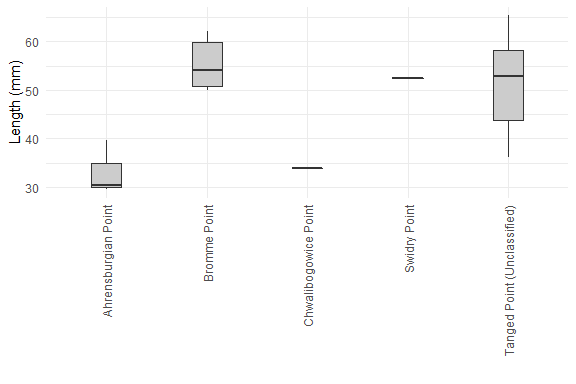 Length (mm)
60
50
40
30
Ahrensburgian Point
Bromme Point
Chwalibogowice Point
Swidry Point
Tanged Point (Unclassified)